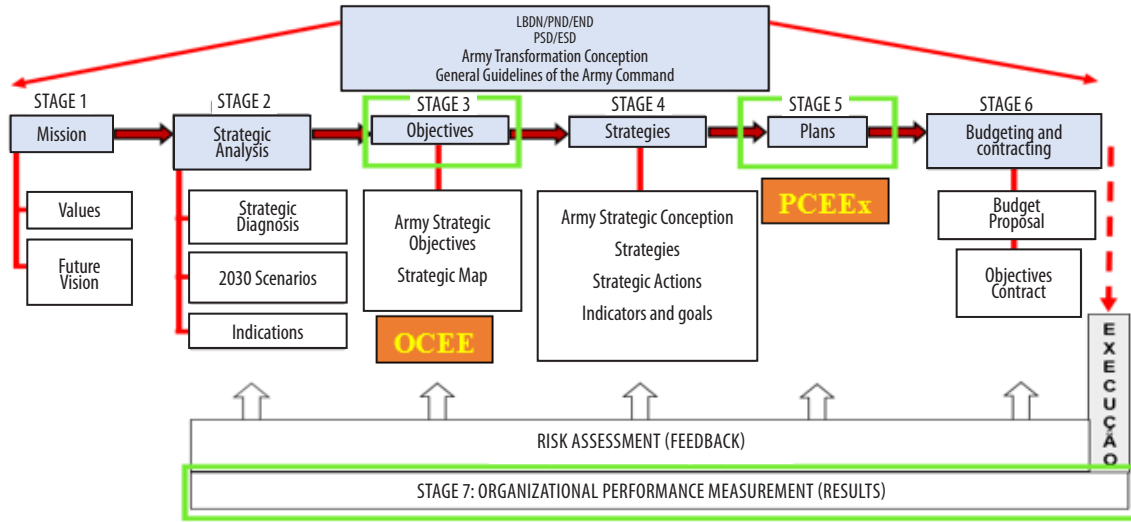 LBDN/PND/END
PSD/ESD
Army Transformation Conception
General Guidelines of the Army Command
STAGE 1
Mission
Values
Future
Vision
STAGE 2
Strategic
Analysis
Strategic
Diagnosis
2030 Scenarios
Indications
STAGE 3
Objectives
Army Strategic
Objectives
Strategic Map
OCEE
STAGE 4
Strategies
Army Strategic Conception
Strategies
Strategic Actions
Indicators and goals
STAGE 5
Plans
PCEEx
STAGE 6
Budgeting and
contracting
Budget
Proposal
Objectives
Contract
EXECUÇÃO
RISK ASSESSMENT (FEEDBACK)
STAGE 7: ORGANIZATIONAL PERFORMANCE MEASUREMENT (RESULTS)